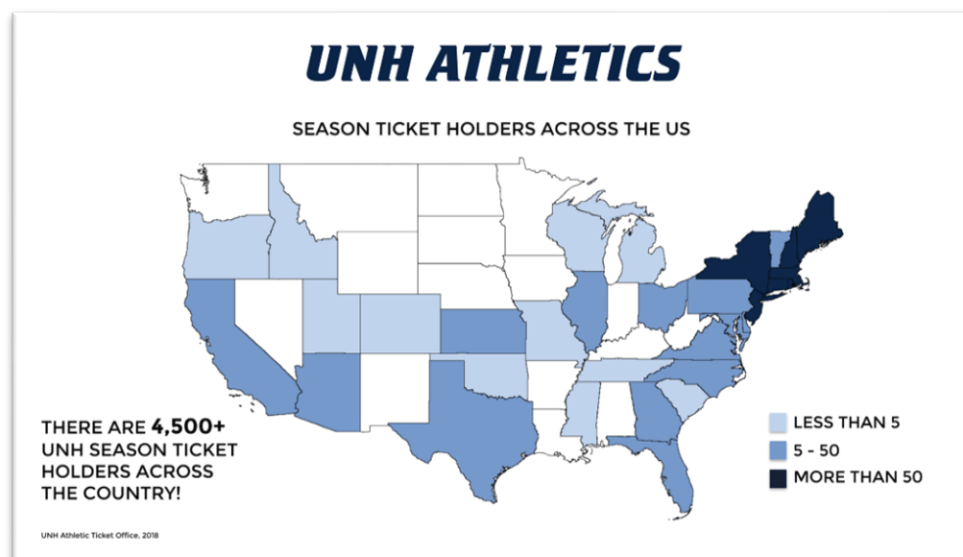 UNH ATHLETICS
SEASON TICKET HOLDERS ACROSS THE US
THERE ARE 4,500+
UNH SEASON TICKET
HOLDERS ACROSS
THE COUNTRY!
LESS THAN 5
5 - 50
MORE THAN 50
UNH Athletic Ticket Office, 2018